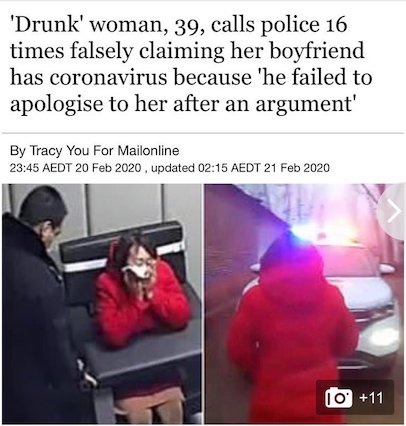 'Drunk' woman, 39, calls police 16
times falsely claiming her boyfriend
has coronavirus because 'he failed to
apologise to her after an argument'
By Tracy You For Mailonline
23:45 AEDT 20 Feb 2020 , updated 02:15 AEDT 21 Feb 2020
+11